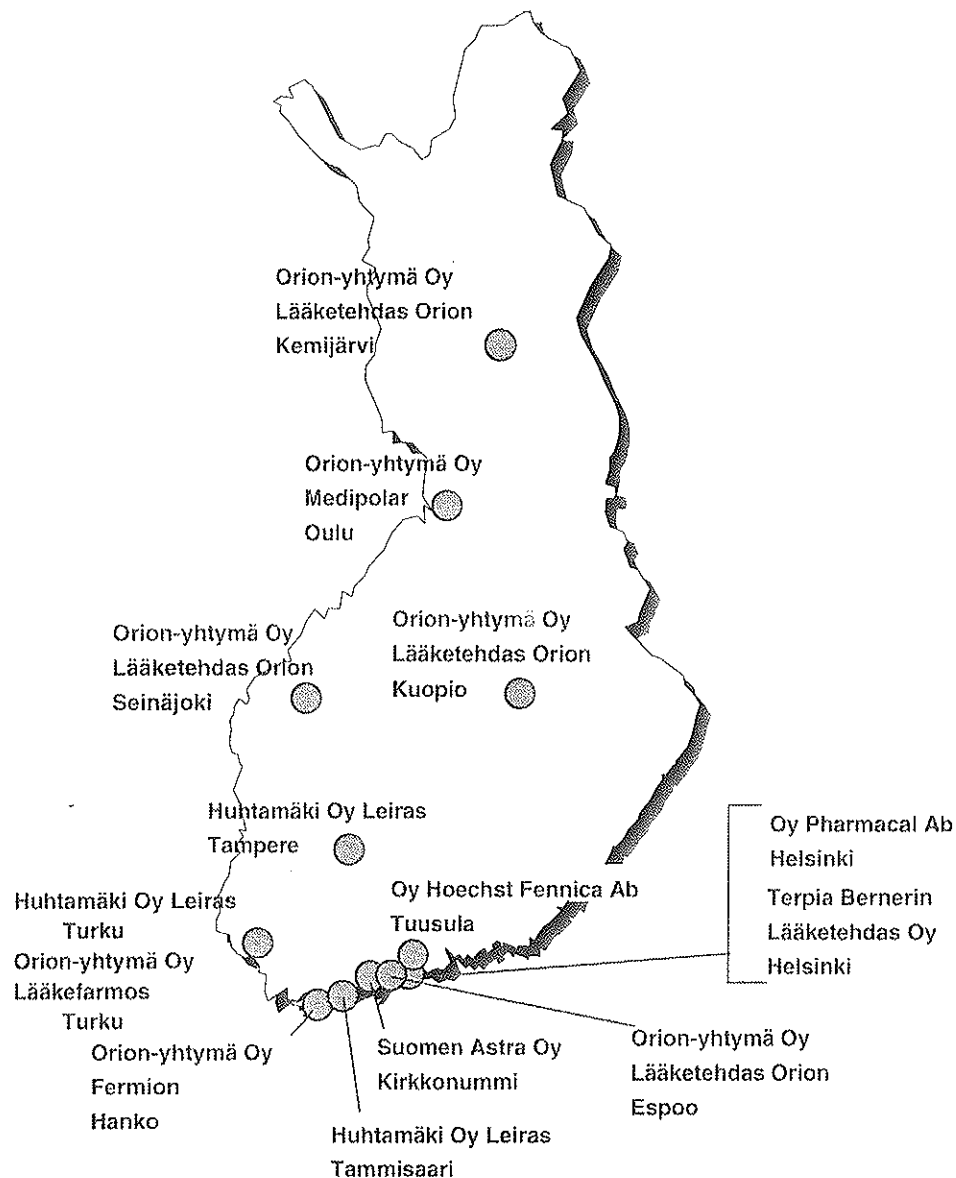 Orion-yhtymä Oy
Lääketehdas Orion
Kemijärvi
Orion-yhtymä Oy
Medipolar
Oulu
Orion-yhtymä Oy
Lääketehdas Orion
Seinäjoki
Orion-yhtymä Oy
Lääketehdas Orion
Kuopio
Huhtamäki Oy Leiras
Tampere
Oy Hoechst Fennica Ab
Tuusula
Oy Pharmacal Ab
Helsinki
Terpia Bernerin
Lääketehdas Oy
Helsinki
Huhtamäki Oy Leiras
Turku
Orion-yhtymä Oy
Lääkefarmos
Turku
Orion-yhtymä Oy
Fermion
Hanko
Suomen Astra Oy
Kirkkonummi
Orion-yhtymä Oy
Lääketehdas Orion
Espoo
Huhtamäki Oy Leiras
Tammisaari